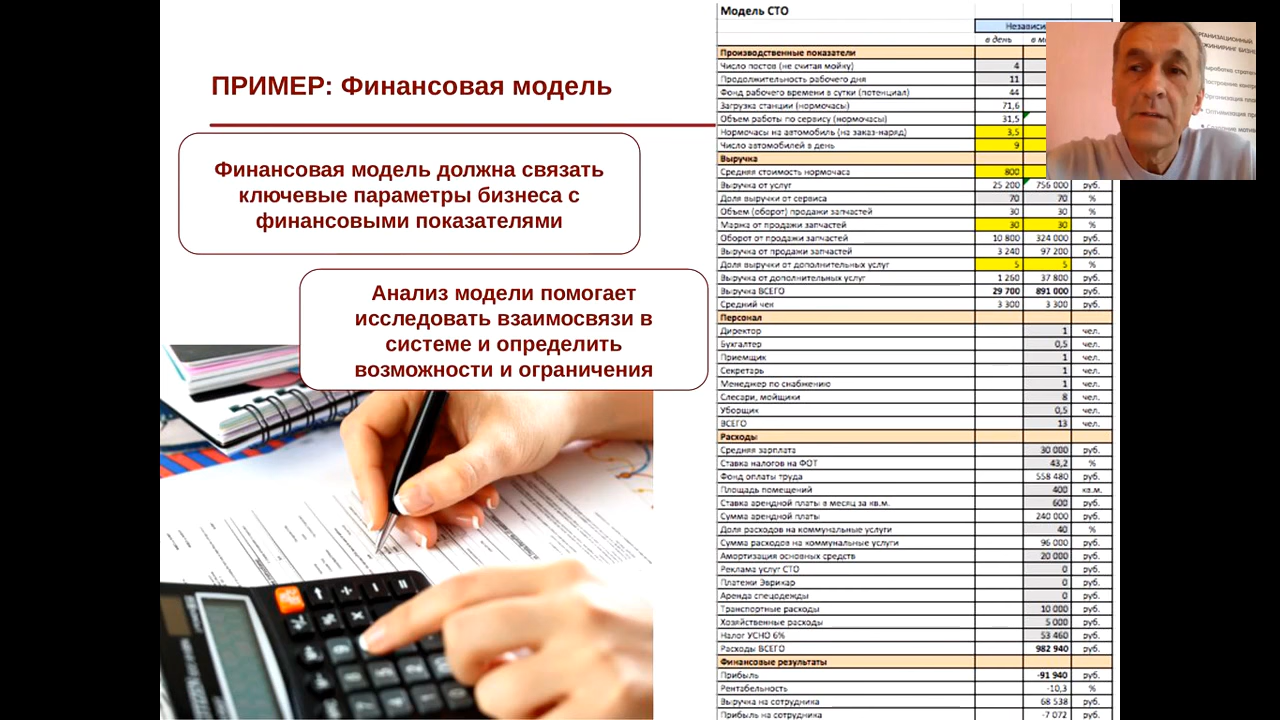 ПРИМЕР: Финансовая модель
Финансовая модель должна связать
ключевые параметры бизнеса с
финансовыми показателями
Анализ модели помогает
исследовать взаимосвязи в
системе и определить
возможности и ограничения
Модель СТО
в день
Производственные показатели
Число постов (не считая мойку) 4
Продолжительность рабочего дня 11
Фонд рабочего времени в сутки (потенциал) 44
Загрузка станции (нормочасы) 71,6
Объем работы по сервису (нормочасы) 31,5
Нормочасы на автомобиль (на заказ-наряд) 3,5
Число автомобилей в день 9
Выручка
Средняя стоимость нормочаса 800
Выручка от услуг 25 200 756 000 руб.
Доля выручки от сервиса 70 70 %
Объем (оборот) продажи запчастей 30 30 %
Маржа от продажи запчастей 30 30 %
Оборот от продажи запчастей 10 800 324 000 руб.
Выручка от продажи запчастей 3 240 97 200 руб.
Доля выручки от дополнительных услуг 5 5 %
Выручка от дополнительных услуг 1 260 37 800 руб.
Выручка ВСЕГО 29 700 891 000 руб.
Средний чек 3 300 3 300 руб.
Персонал
Директор 1 чел.
Бухгалтер 0,5 чел.
Приемщик 1 чел.
Секретарь 1 чел.
Менеджер по снабжению 1 чел.
Слесари, мойщики 8 чел.
Уборщик 0,5 чел.
ВСЕГО 13 чел.
Расходы
Средняя зарплата 30 000 руб.
Ставка налогов на ФОТ 43,2 %
Фонд оплаты труда 558 480 руб.
Площадь помещений 400 кв.м.
Ставка арендной платы в месяц за кв.м. 600 руб.
Сумма арендной платы 240 000 руб.
Доля расходов на коммунальные услуги 40 %
Сумма расходов на коммунальные услуги 96 000 руб.
Амортизация основных средств 20 000 руб.
Реклама услуг СТО 0 руб.
Платежи Эврикар 0 руб.
Аренда спецодежды 0 руб.
Транспортные расходы 10 000 руб.
Хозяйственные расходы 5 000 руб.
Налог УСНО 6% 53 460 руб.
Расходы ВСЕГО 982 940 руб.
Финансовые результаты
Прибыль -91 940 руб.
Рентабельность -10,3 %
Выручка на сотрудника 68 538 руб.
Прибыль на сотрудника -7 072 руб.